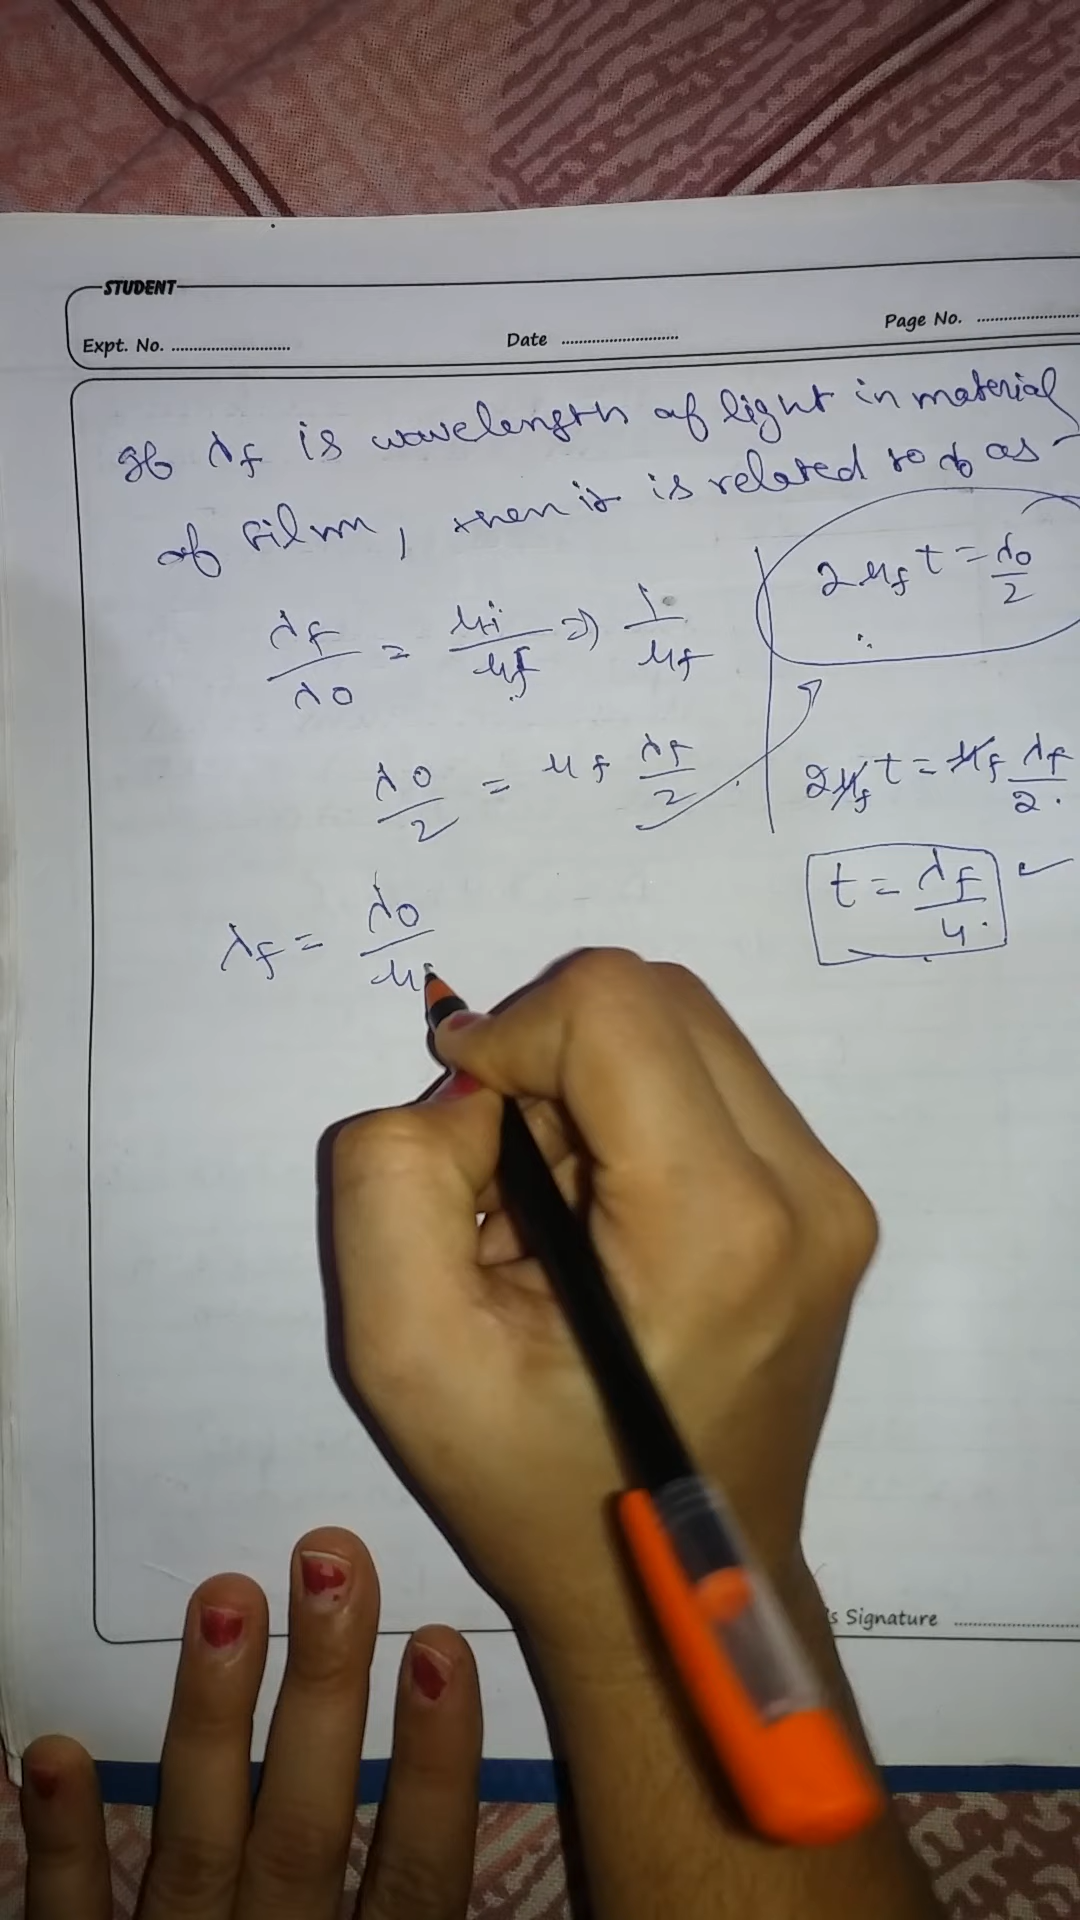 STUDENT
Expt. No. ............................
Date ............................
Page No. ........................
If λf is wavelength of light in material
of film, then it is related to λo as
λf/λo = μi/μf ⇒ 1/μf
λo/2 = μf λf/2
λf = λo/μ
2μf t = λo/2
2μf t = μf λf/2
t = λf/4 ✓
's Signature ............................